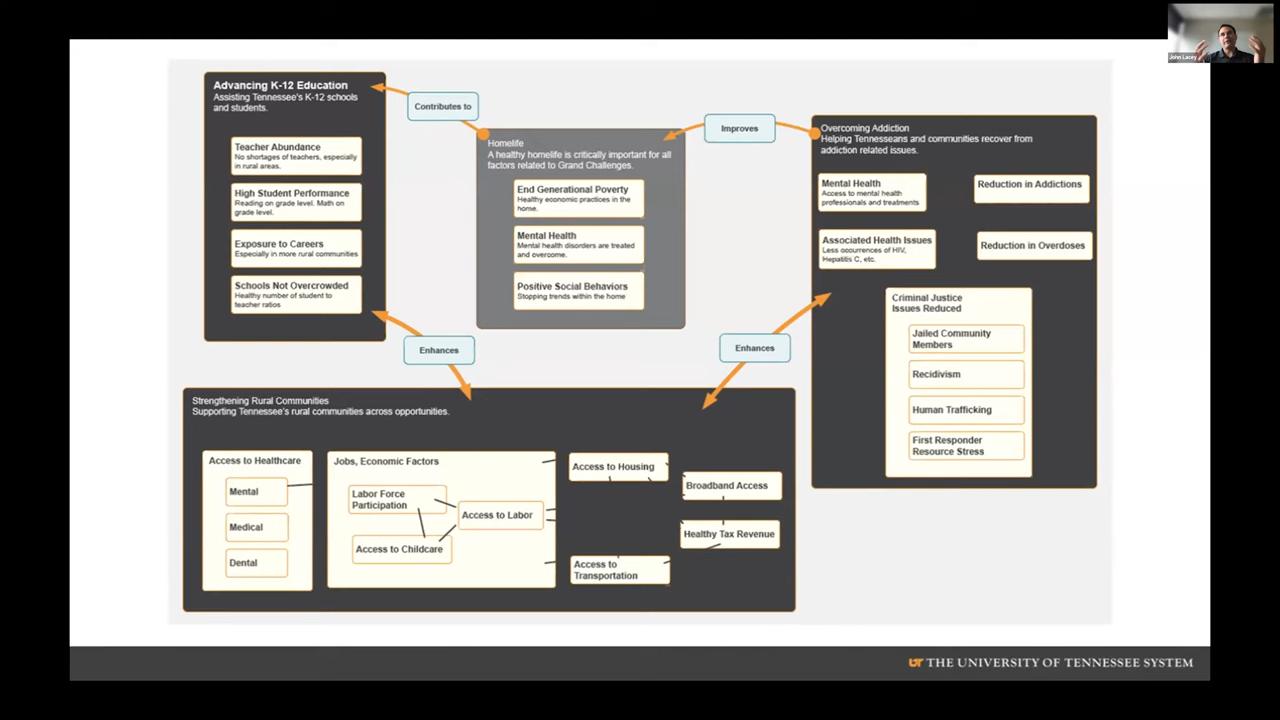 John Lacey
Advancing K-12 Education
Assisting Tennessee's K-12 schools
and students.
Teacher Abundance
No shortages of teachers, especially
in rural areas.
High Student Performance
Reading on grade level. Math on
grade level.
Exposure to Careers
Especially in more rural communities
Schools Not Overcrowded
Healthy number of student to
teacher ratios
Contributes to
Homelife
A healthy homelife is critically important for all
factors related to Grand Challenges.
End Generational Poverty
Healthy economic practices in the
home.
Mental Health
Mental health disorders are treated
and overcome.
Positive Social Behaviors
Stopping trends within the home
Improves
Overcoming Addiction
Helping Tennesseans and communities recover from
addiction related issues.
Mental Health
Access to mental health
professionals and treatments
Reduction in Addictions
Associated Health Issues
Less occurrences of HIV,
Hepatitis C, etc.
Reduction in Overdoses
Criminal Justice
Issues Reduced
Jailed Community
Members
Recidivism
Human Trafficking
First Responder
Resource Stress
Enhances
Enhances
Strengthening Rural Communities
Supporting Tennessee's rural communities across opportunities.
Access to Healthcare
Mental
Medical
Dental
Jobs, Economic Factors
Labor Force
Participation
Access to Labor
Access to Childcare
Access to Housing
Broadband Access
Healthy Tax Revenue
Access to
Transportation
UT THE UNIVERSITY OF TENNESSEE SYSTEM